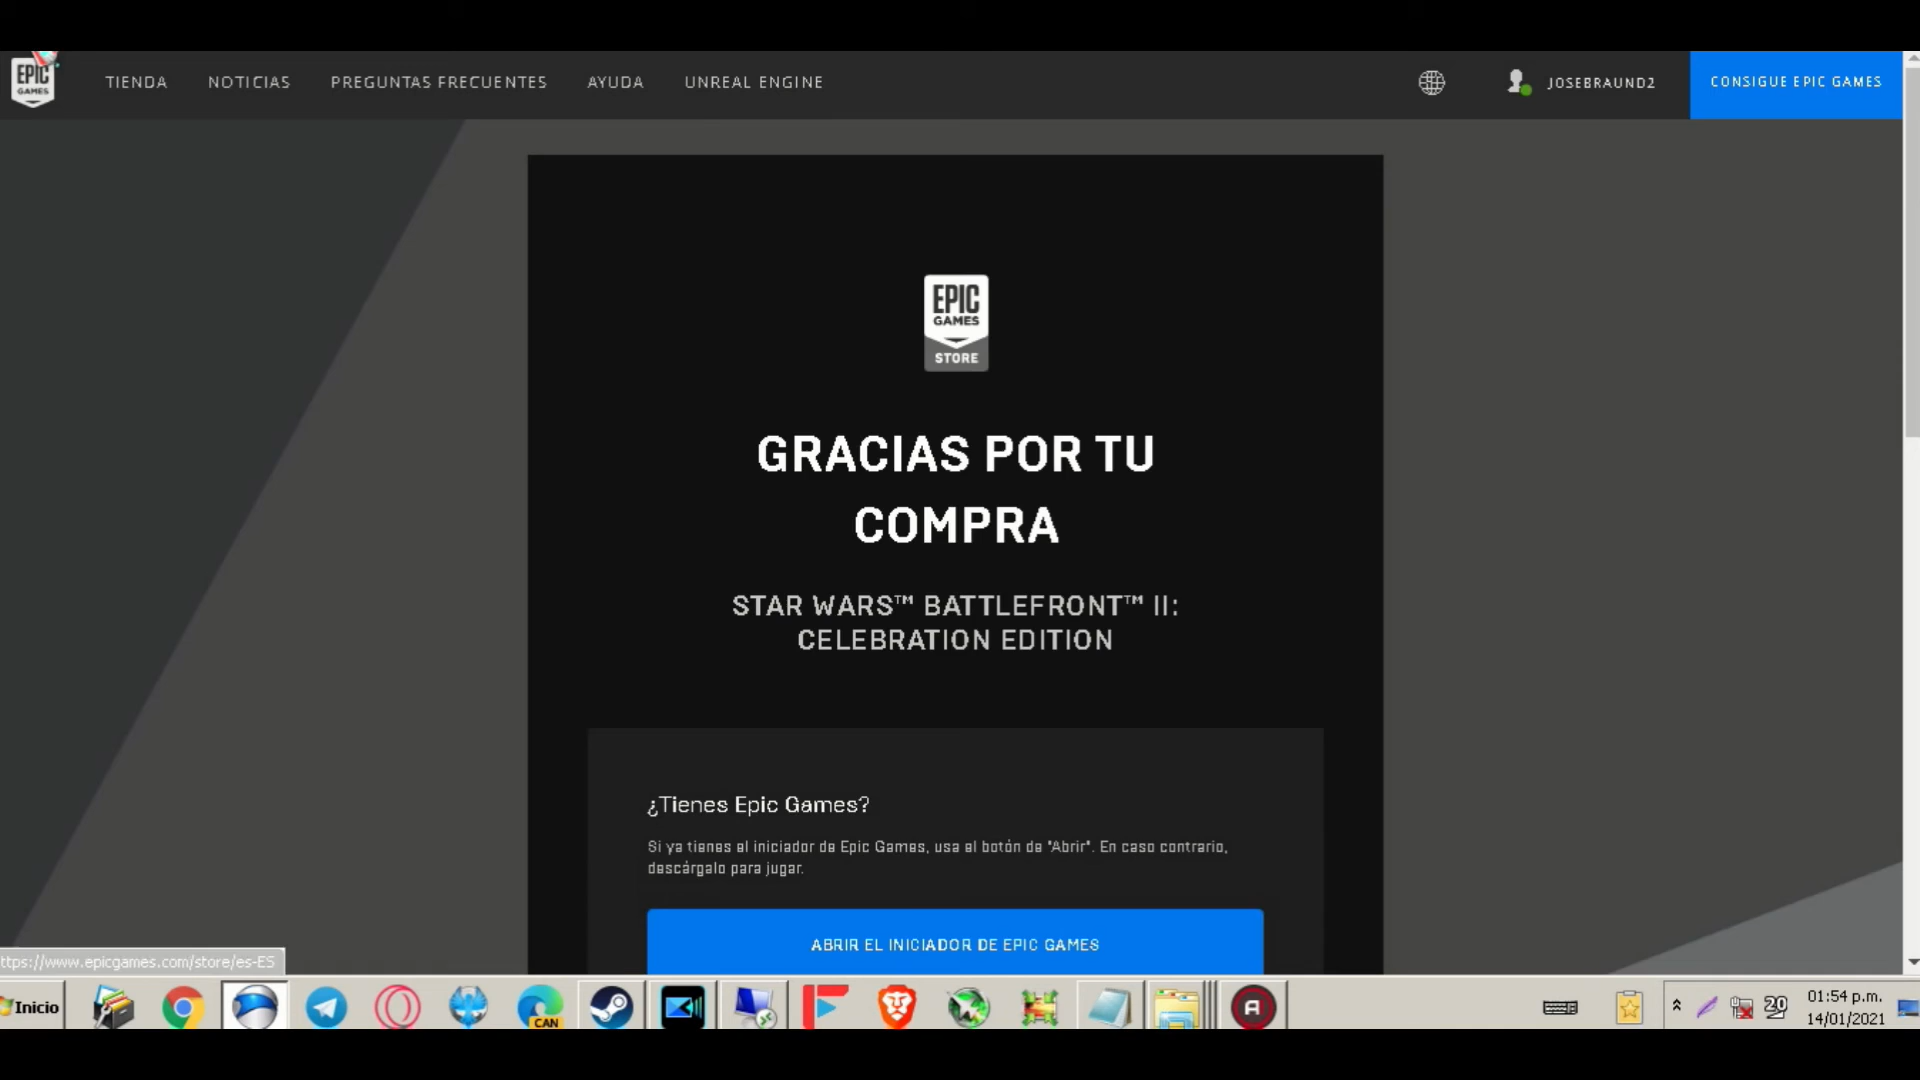 EPIC
GAMES
TIENDA
NOTICIAS
PREGUNTAS FRECUENTES
AYUDA
UNREAL ENGINE
JOSEBRAUND2
CONSIGUE EPIC GAMES
EPIC
GAMES
STORE
GRACIAS POR TU
COMPRA
STAR WARS™ BATTLEFRONT™ II:
CELEBRATION EDITION
¿Tienes Epic Games?
Si ya tienes el iniciador de Epic Games, usa el botón de "Abrir". En caso contrario,
descárgalo para jugar.
ABRIR EL INICIADOR DE EPIC GAMES
ttps://www.epicgames.com/store/es-ES
Inicio
CAN
A
20
01:54 p.m.
14/01/2021